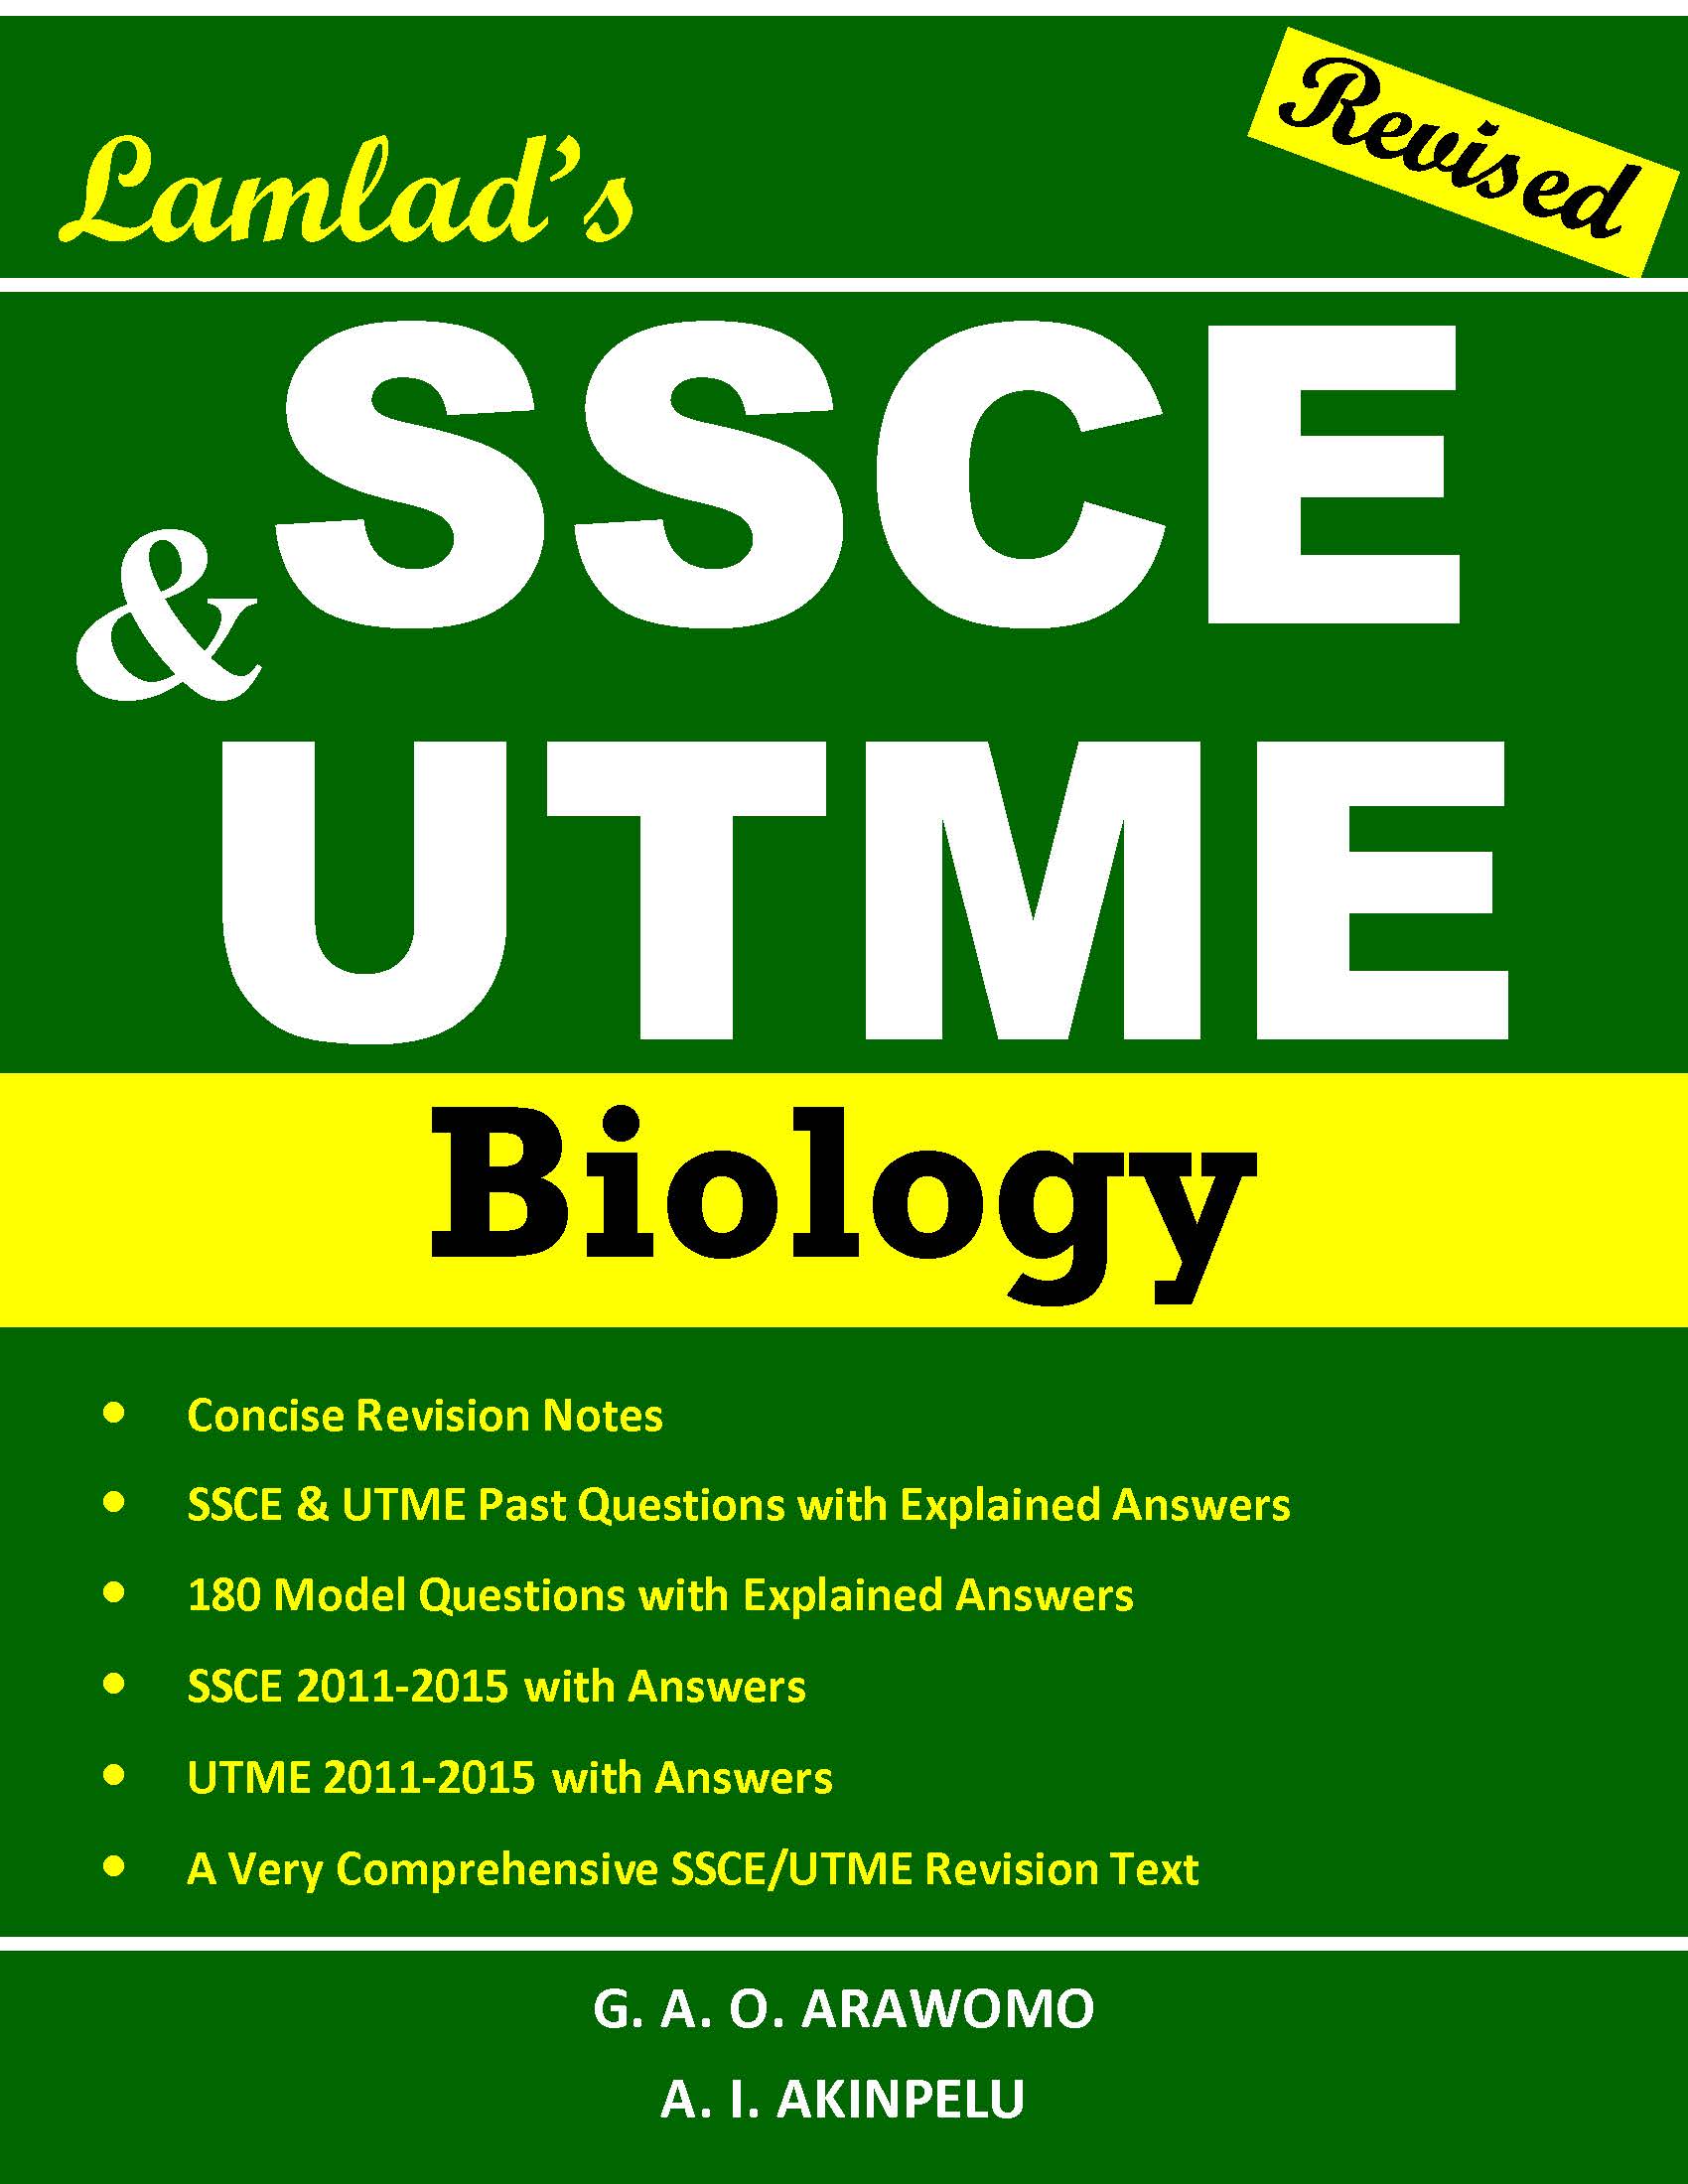 Lamlad's
Revised
SSCE
&
UTME
Biology
• Concise Revision Notes
• SSCE & UTME Past Questions with Explained Answers
• 180 Model Questions with Explained Answers
• SSCE 2011-2015 with Answers
• UTME 2011-2015 with Answers
• A Very Comprehensive SSCE/UTME Revision Text
G. A. O. ARAWOMO
A. I. AKINPELU